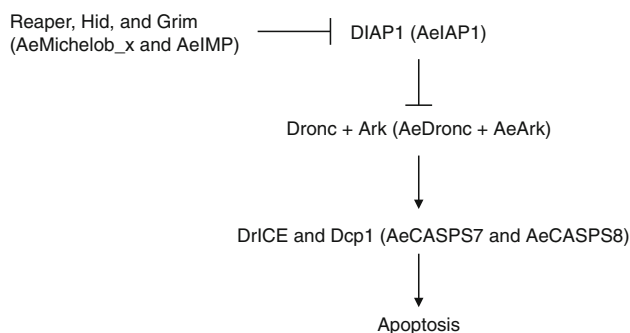 Reaper, Hid, and Grim
(AeMichelob_x and AeIMP)
DIAP1 (AeIAP1)
Dronc + Ark (AeDronc + AeArk)
DrICE and Dcp1 (AeCASPS7 and AeCASPS8)
Apoptosis